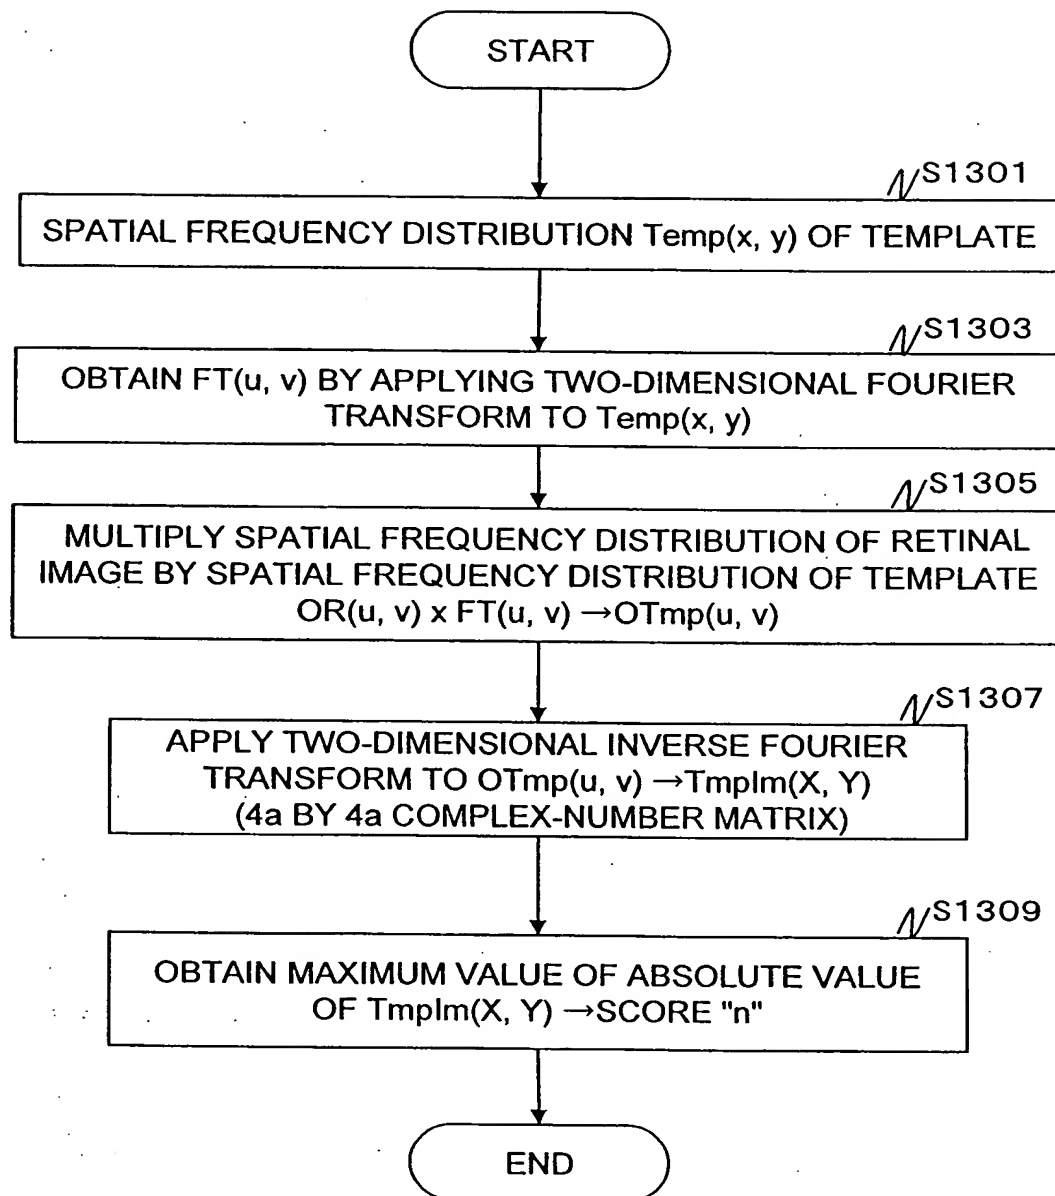 START
S1301
SPATIAL FREQUENCY DISTRIBUTION Temp(x, y) OF TEMPLATE
S1303
OBTAIN FT(u, v) BY APPLYING TWO-DIMENSIONAL FOURIER
TRANSFORM TO Temp(x, y)
S1305
MULTIPLY SPATIAL FREQUENCY DISTRIBUTION OF RETINAL
IMAGE BY SPATIAL FREQUENCY DISTRIBUTION OF TEMPLATE
OR(u, v) x FT(u, v) →OTmp(u, v)
S1307
APPLY TWO-DIMENSIONAL INVERSE FOURIER
TRANSFORM TO OTmp(u, v) →TmpIm(X, Y)
(4a BY 4a COMPLEX-NUMBER MATRIX)
S1309
OBTAIN MAXIMUM VALUE OF ABSOLUTE VALUE
OF TmpIm(X, Y) →SCORE "n"
END